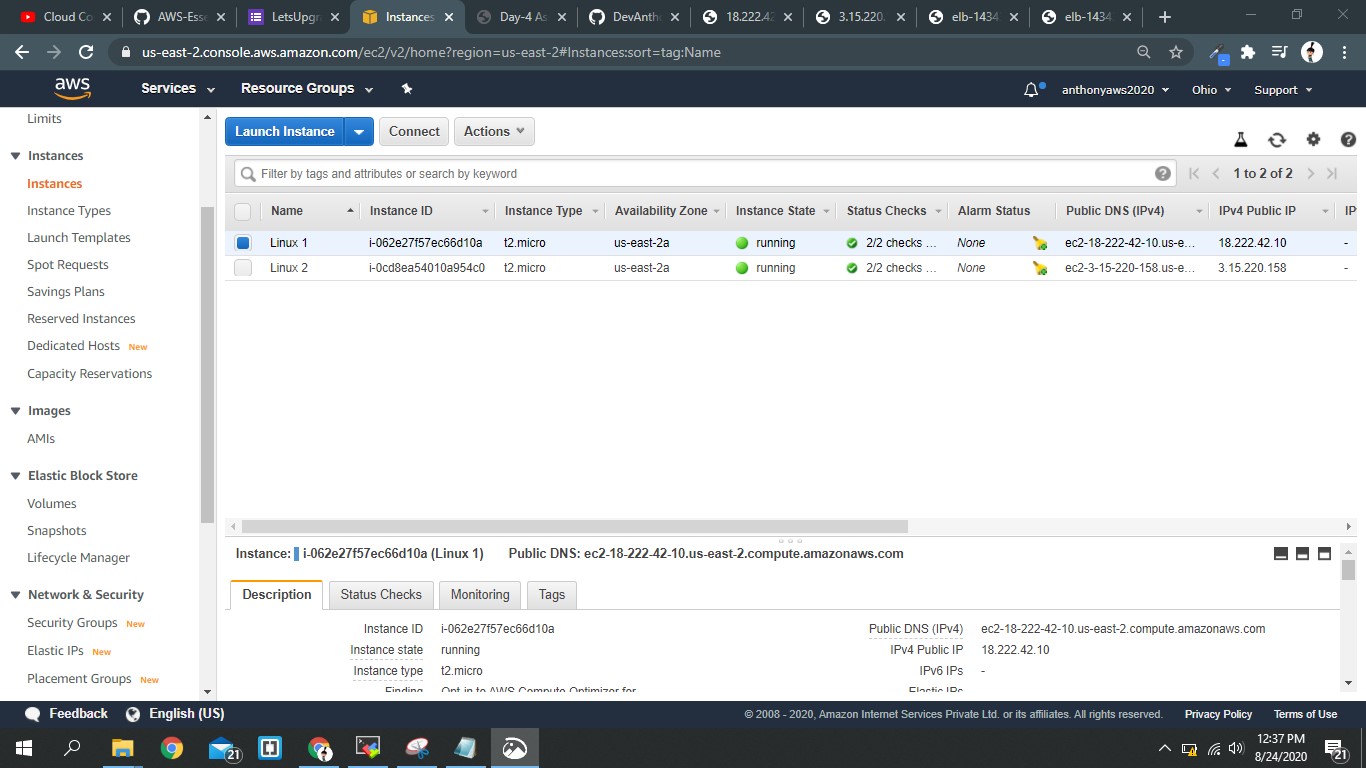 Cloud Co
AWS-Esse
LetsUpgra
Instances
Day-4 As
DevAntho
18.222.42
3.15.220.
elb-1434
elb-1434
us-east-2.console.aws.amazon.com/ec2/v2/home?region=us-east-2#Instances:sort=tag:Name
aws Services Resource Groups anthonyaws2020 Ohio Support
Limits
Instances
Instances
Instance Types
Launch Templates
Spot Requests
Savings Plans
Reserved Instances
Dedicated Hosts New
Capacity Reservations
Images
AMIs
Elastic Block Store
Volumes
Snapshots
Lifecycle Manager
Network & Security
Security Groups New
Elastic IPs New
Placement Groups New
Launch Instance Connect Actions
Filter by tags and attributes or search by keyword 1 to 2 of 2
Name Instance ID Instance Type Availability Zone Instance State Status Checks Alarm Status Public DNS (IPv4) IPv4 Public IP IP
Linux 1 i-062e27f57ec66d10a t2.micro us-east-2a running 2/2 checks ... None ec2-18-222-42-10.us-e... 18.222.42.10 -
Linux 2 i-0cd8ea54010a954c0 t2.micro us-east-2a running 2/2 checks ... None ec2-3-15-220-158.us-e... 3.15.220.158 -
Instance: i-062e27f57ec66d10a (Linux 1) Public DNS: ec2-18-222-42-10.us-east-2.compute.amazonaws.com
Description Status Checks Monitoring Tags
Instance ID i-062e27f57ec66d10a Public DNS (IPv4) ec2-18-222-42-10.us-east-2.compute.amazonaws.com
Instance state running IPv4 Public IP 18.222.42.10
Instance type t2.micro IPv6 IPs -
Finding Opt-in to AWS Compute Optimizer for Elastic IPs
Feedback English (US) © 2008 - 2020, Amazon Internet Services Private Ltd. or its affiliates. All rights reserved. Privacy Policy Terms of Use
21
12:37 PM
8/24/2020
21